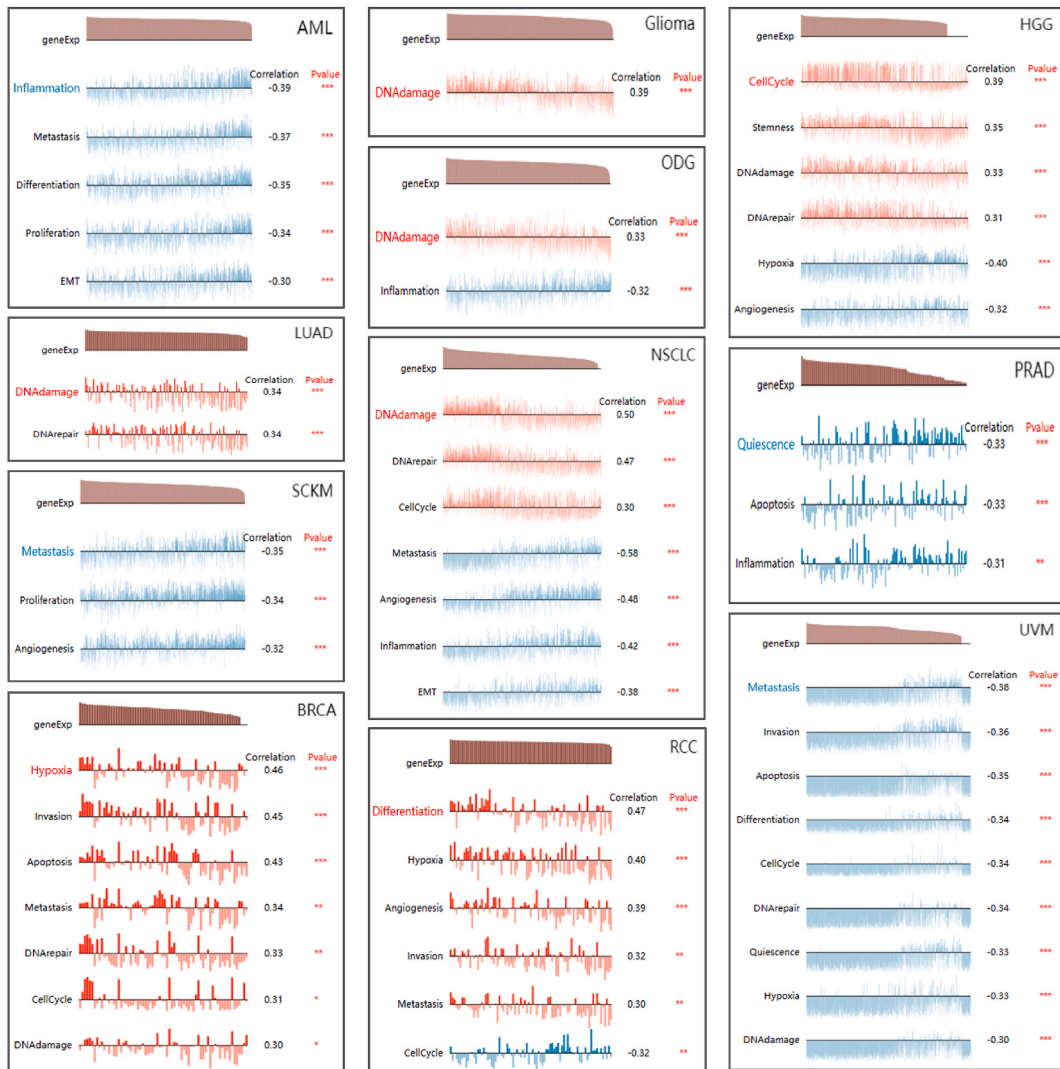 AML
geneExp
Correlation Pvalue
Inflammation -0.39 ***
Metastasis -0.37 ***
Differentiation -0.35 ***
Proliferation -0.34 ***
EMT -0.30 ***
LUAD
geneExp
Correlation Pvalue
DNAdamage 0.34 ***
DNArepair 0.34 ***
SCKM
geneExp
Correlation Pvalue
Metastasis -0.35 ***
Proliferation -0.34 ***
Angiogenesis -0.32 ***
BRCA
geneExp
Correlation Pvalue
Hypoxia 0.46 ***
Invasion 0.45 ***
Apoptosis 0.43 ***
Metastasis 0.34 **
DNArepair 0.33 **
CellCycle 0.31 *
DNAdamage 0.30 *
Glioma
geneExp
Correlation Pvalue
DNAdamage 0.39 ***
ODG
geneExp
Correlation Pvalue
DNAdamage 0.33 ***
Inflammation -0.32 ***
NSCLC
geneExp
Correlation Pvalue
DNAdamage 0.50 ***
DNArepair 0.47 ***
CellCycle 0.30 ***
Metastasis -0.58 ***
Angiogenesis -0.48 ***
Inflammation -0.42 ***
EMT -0.38 ***
RCC
geneExp
Correlation Pvalue
Differentiation 0.47 ***
Hypoxia 0.40 ***
Angiogenesis 0.39 ***
Invasion 0.32 **
Metastasis 0.30 **
CellCycle -0.32 **
HGG
geneExp
Correlation Pvalue
CellCycle 0.39 ***
Stemness 0.35 ***
DNAdamage 0.33 ***
DNArepair 0.31 ***
Hypoxia -0.40 ***
Angiogenesis -0.32 ***
PRAD
geneExp
Correlation Pvalue
Quiescence -0.33 ***
Apoptosis -0.33 ***
Inflammation -0.31 **
UVM
geneExp
Correlation Pvalue
Metastasis -0.38 ***
Invasion -0.36 ***
Apoptosis -0.35 ***
Differentiation -0.34 ***
CellCycle -0.34 ***
DNArepair -0.34 ***
Quiescence -0.33 ***
Hypoxia -0.33 ***
DNAdamage -0.30 ***